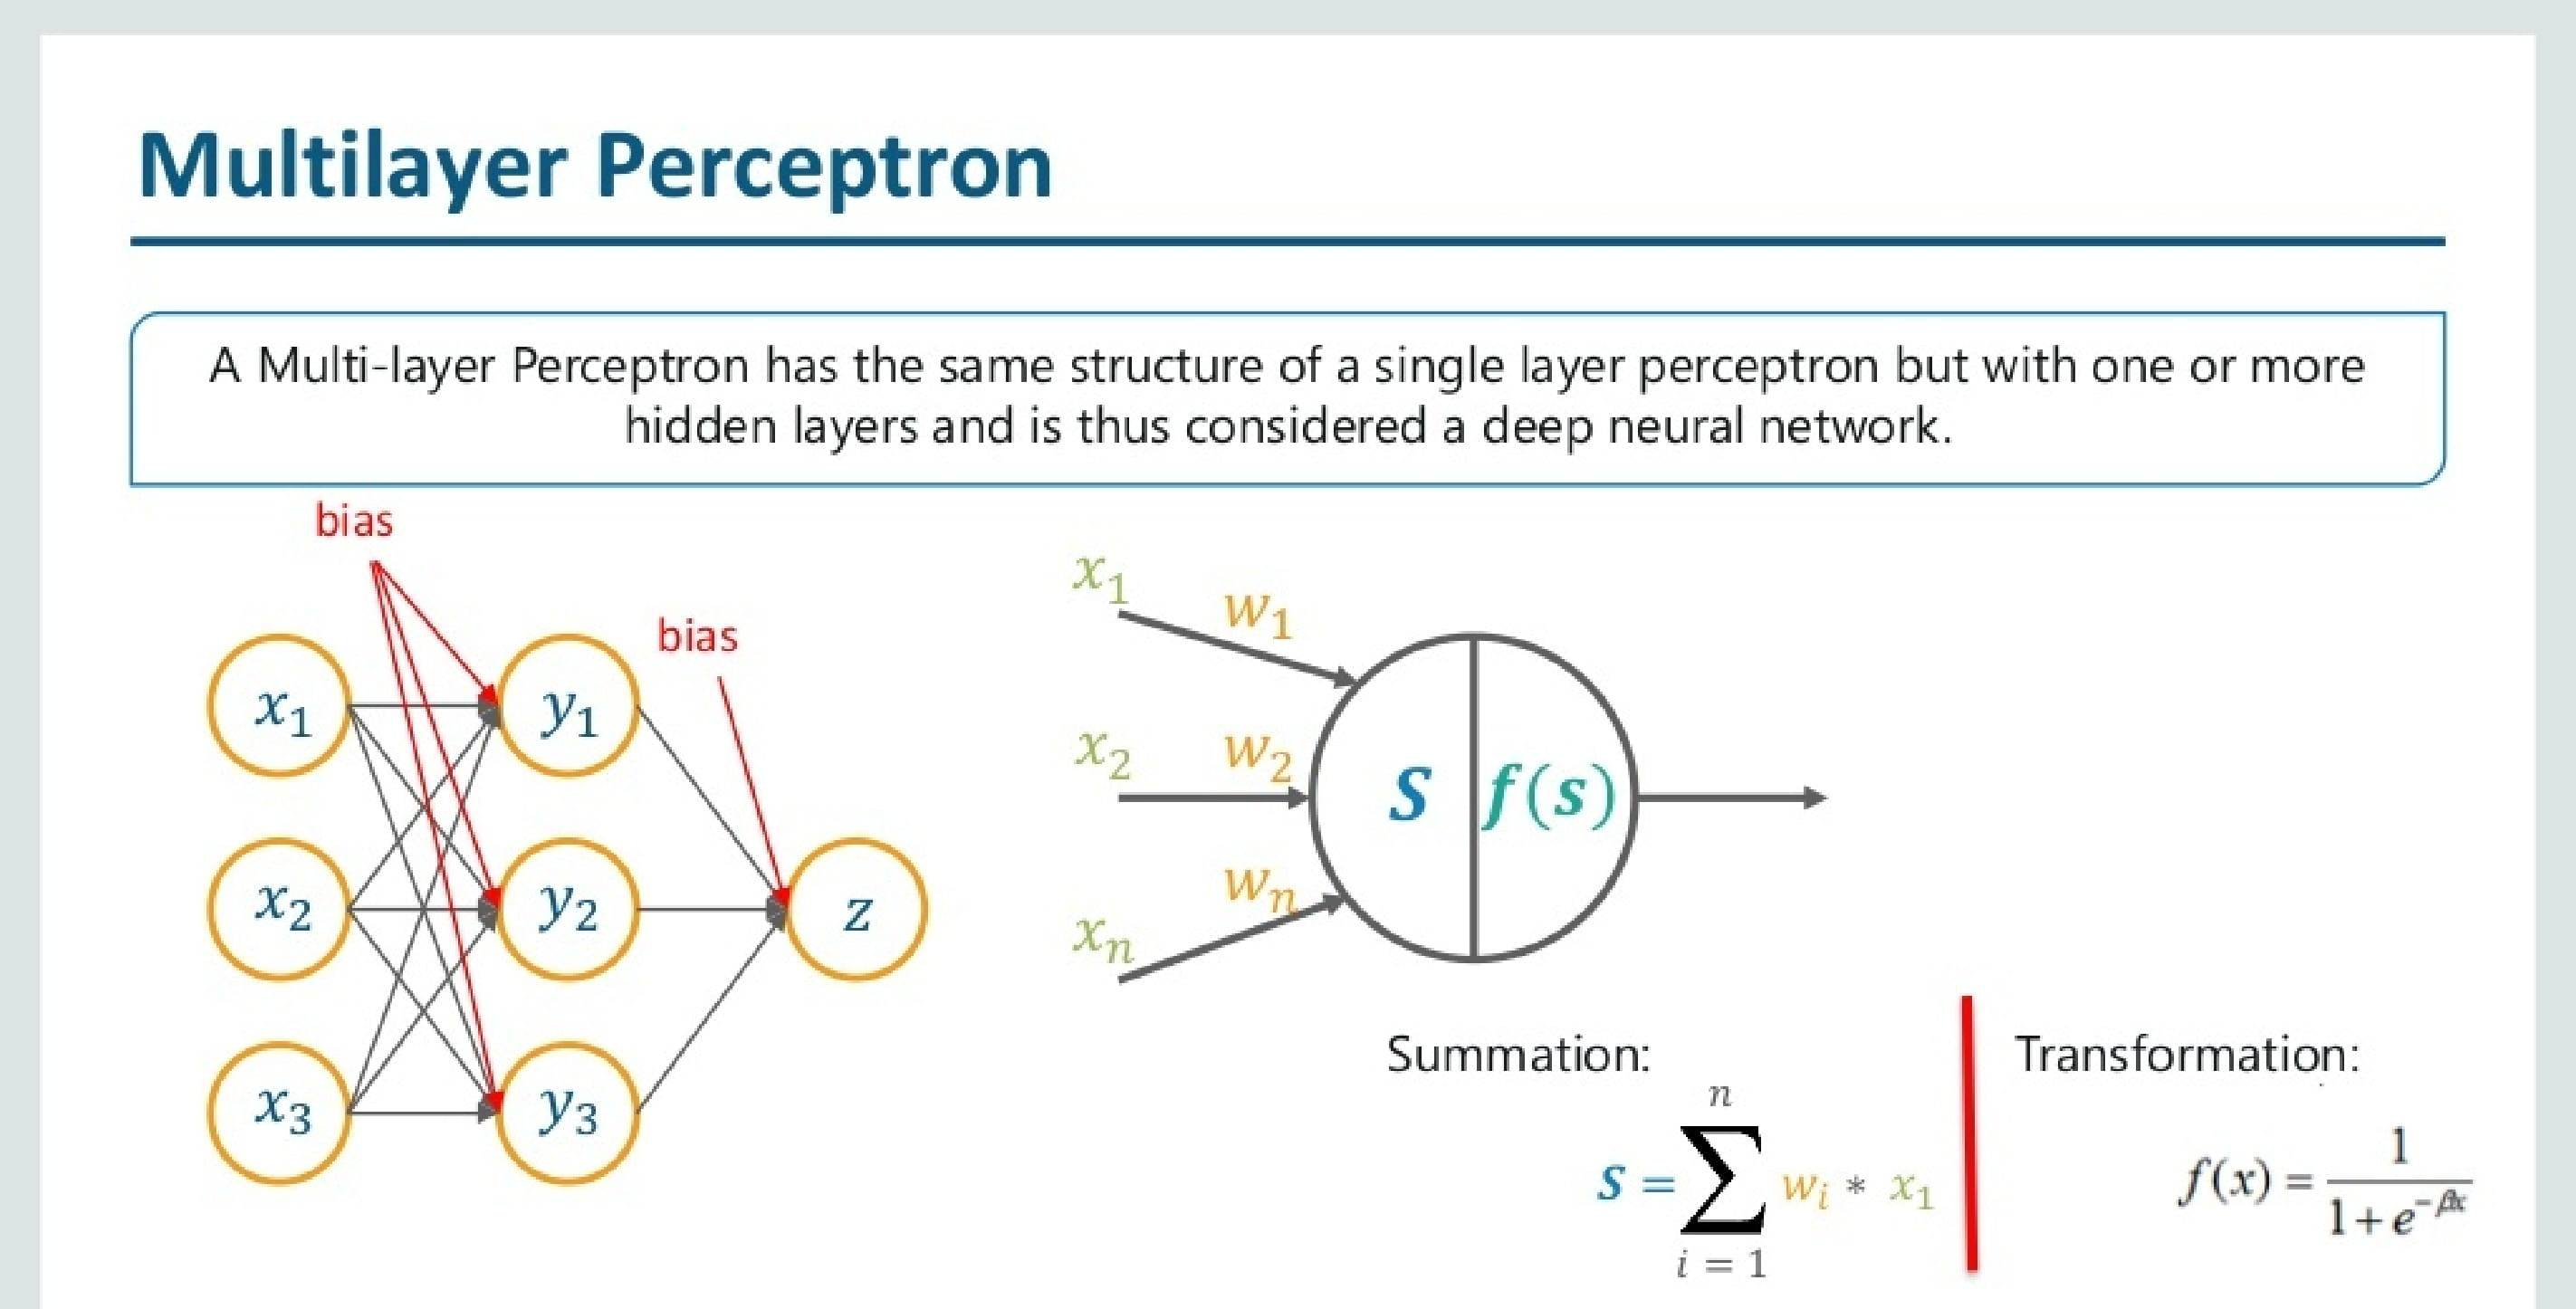 Multilayer Perceptron
A Multi-layer Perceptron has the same structure of a single layer perceptron but with one or more
hidden layers and is thus considered a deep neural network.
bias
bias
x₁
y₁
x₂
y₂
z
x₃
y₃
x₁
w₁
x₂
w₂
S
f(s)
wₙ
xₙ
Summation:
n
S = ∑ wᵢ * x₁
i = 1
Transformation:
f(x) = 1 / (1 + e^(-βx))